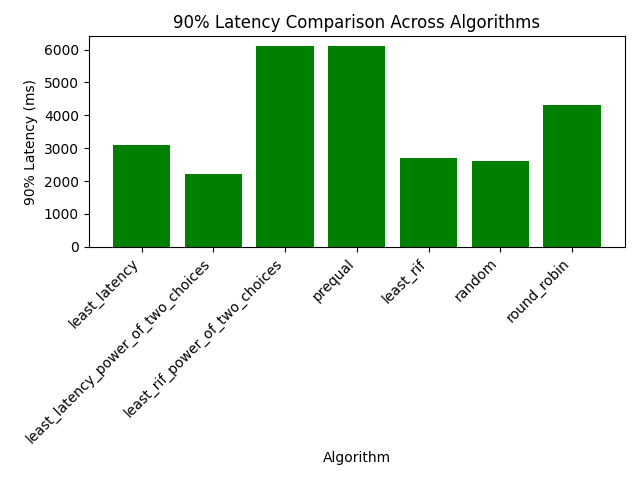 90% Latency Comparison Across Algorithms
90% Latency (ms)
6000
5000
4000
3000
2000
1000
0
least_latency
least_latency_power_of_two_choices
least_rif_power_of_two_choices
prequal
least_rif
random
round_robin
Algorithm